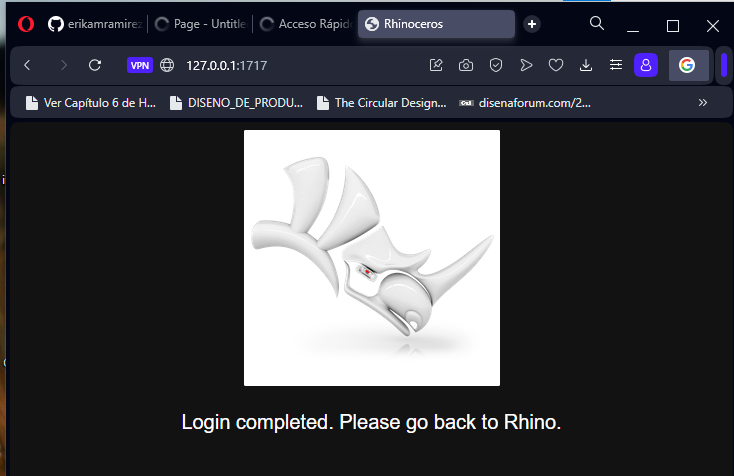 erikamramirez
Page - Untitle
Acceso Rápid
Rhinoceros
VPN
127.0.0.1:1717
Ver Capítulo 6 de H...
DISENO_DE_PRODU...
The Circular Design...
disenaforum.com/2...
Login completed. Please go back to Rhino.